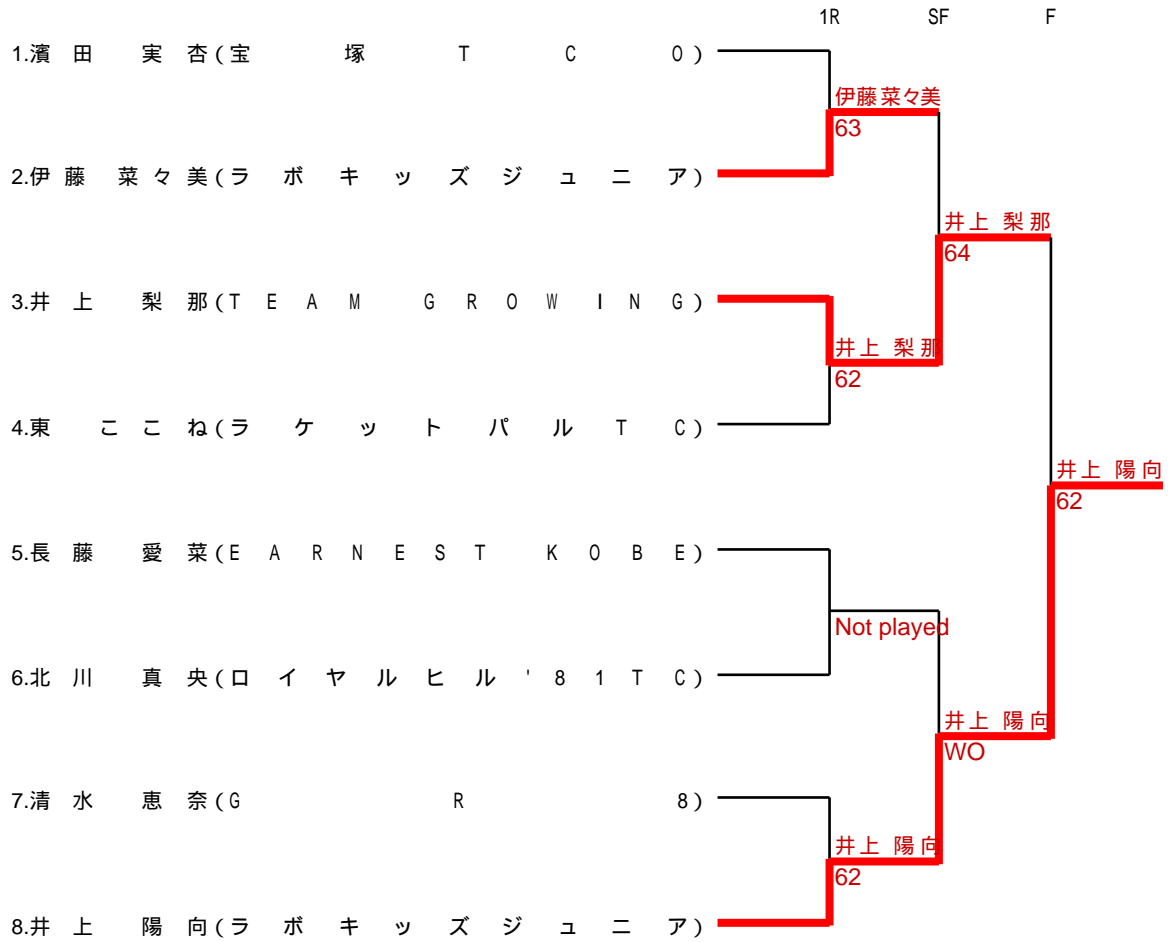 1R SF F
1.濱田 実杏(宝塚TCO)
伊藤菜々美
63
2.伊藤 菜々美(ラボキッズジュニア)
井上 梨那
64
3.井上 梨那(TEAM GROWING)
井上 梨那
62
4.東 ここね(ラケットパルTC)
井上 陽向
62
5.長藤 愛菜(EARNEST KOBE)
Not played
6.北川 真央(ロイヤルヒル'81TC)
井上 陽向
WO
7.清水 恵奈(GR8)
井上 陽向
62
8.井上 陽向(ラボキッズジュニア)